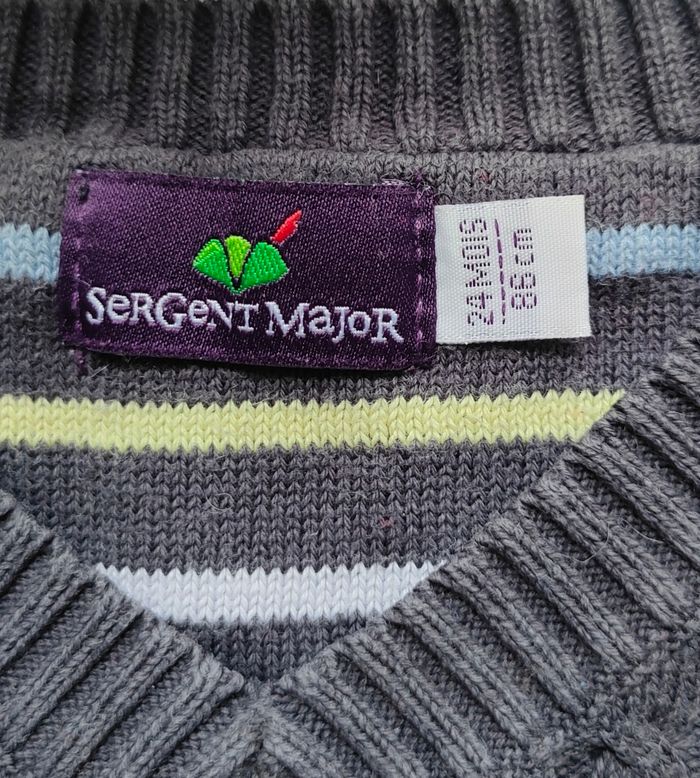 SeRGeNT MajoR
24 MOIS
86 cm